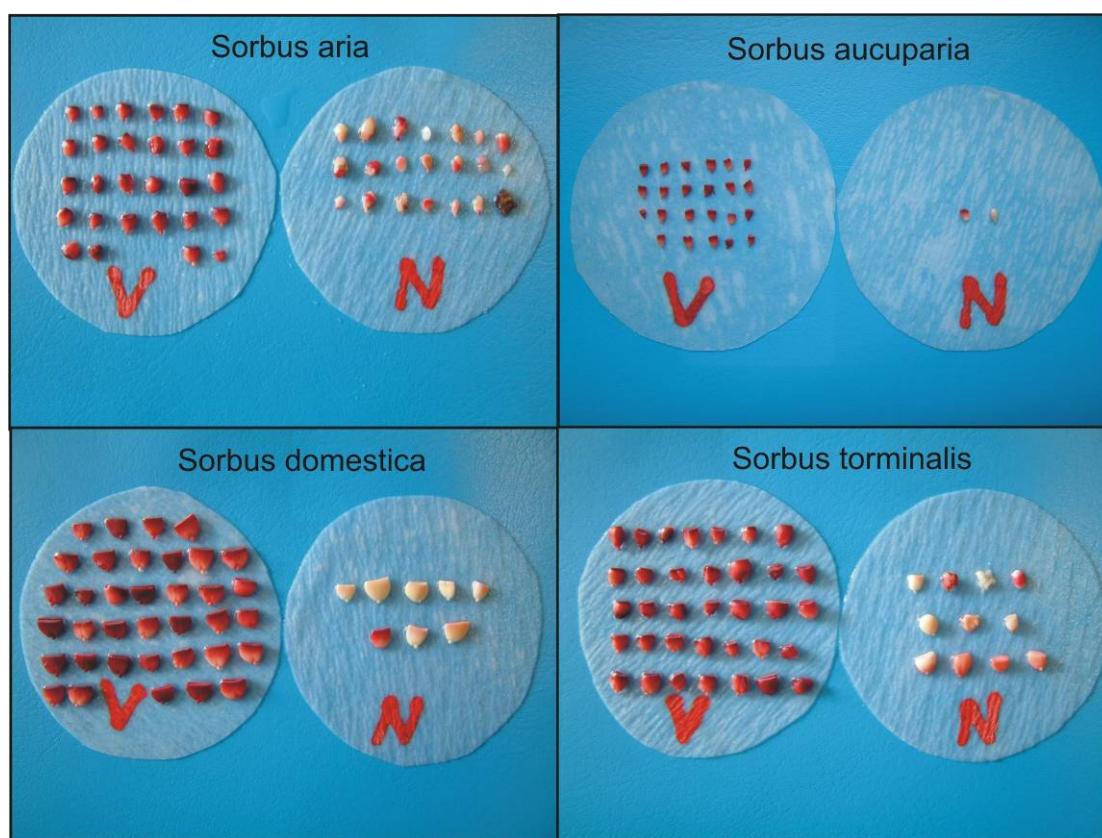 Sorbus aria
V
N
Sorbus aucuparia
V
N
Sorbus domestica
V
N
Sorbus torminalis
V
N